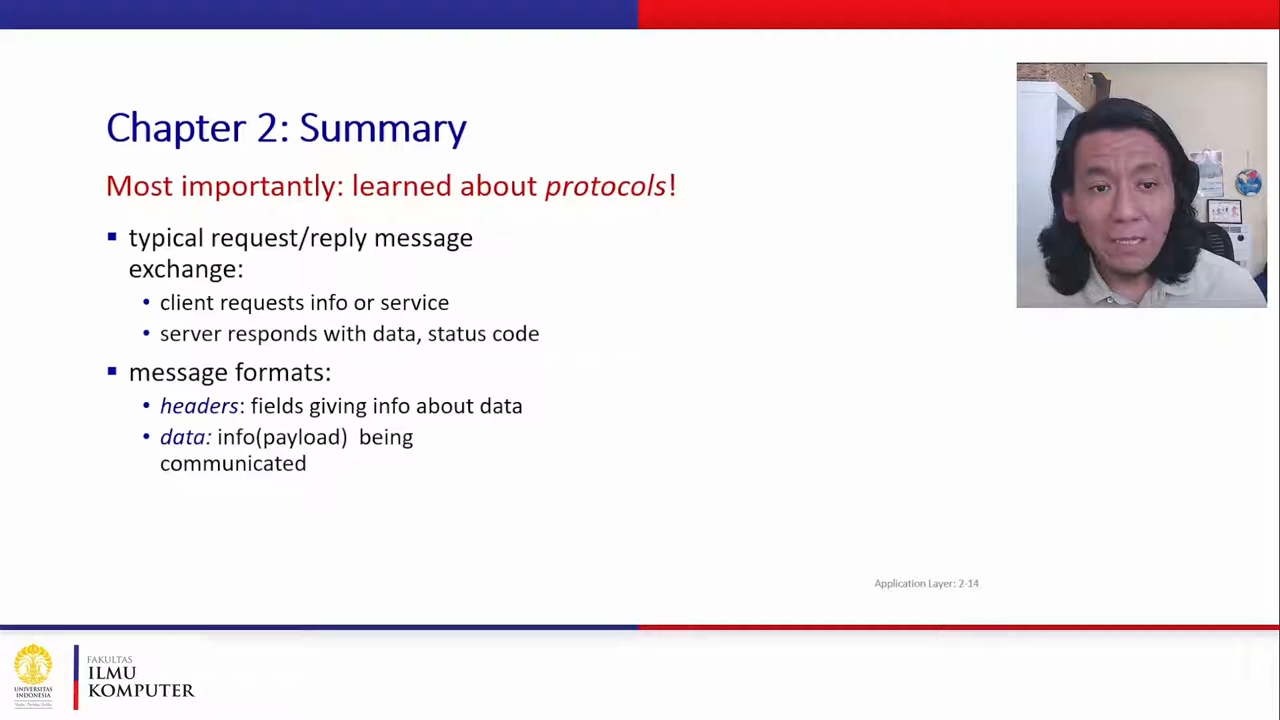 Chapter 2: Summary
Most importantly: learned about protocols!
typical request/reply message
exchange:
client requests info or service
server responds with data, status code
message formats:
headers: fields giving info about data
data: info(payload) being
communicated
Application Layer: 2-14
UNIVERSITAS
INDONESIA
FAKULTAS
ILMU
KOMPUTER